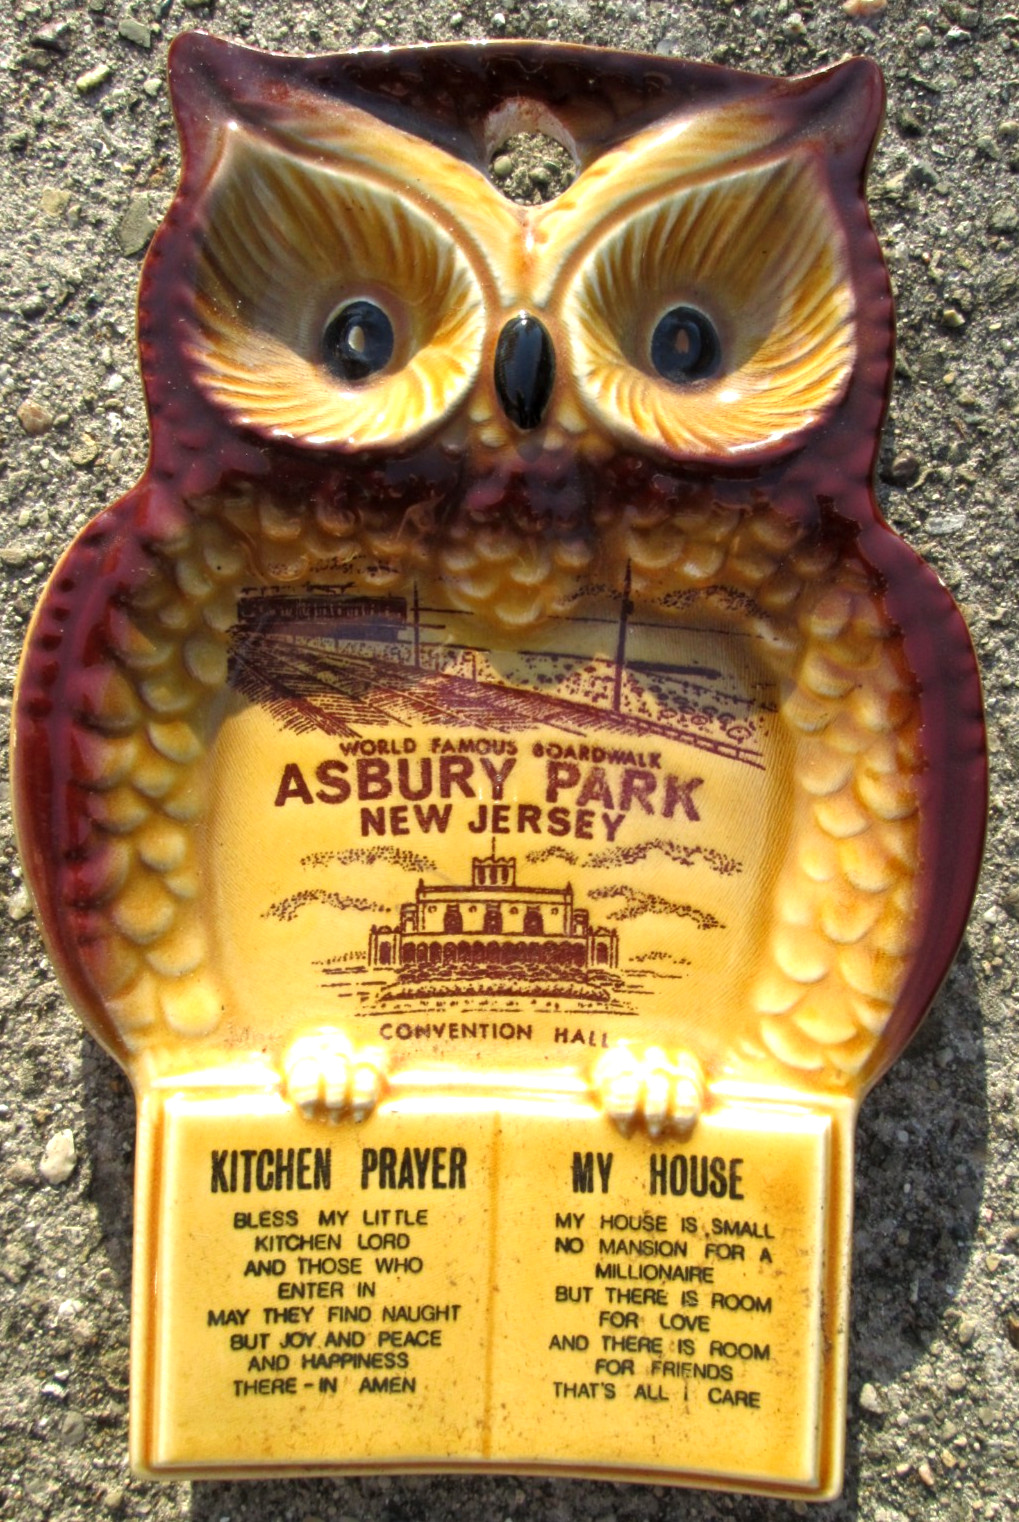 WORLD FAMOUS BOARDWALK
ASBURY PARK
NEW JERSEY
CONVENTION HALL
KITCHEN PRAYER
BLESS MY LITTLE
KITCHEN LORD
AND THOSE WHO
ENTER IN
MAY THEY FIND NAUGHT
BUT JOY AND PEACE
AND HAPPINESS
THERE-IN AMEN
MY HOUSE
MY HOUSE IS SMALL
NO MANSION FOR A
MILLIONAIRE
BUT THERE IS ROOM
FOR LOVE
AND THERE IS ROOM
FOR FRIENDS
THAT'S ALL I CARE